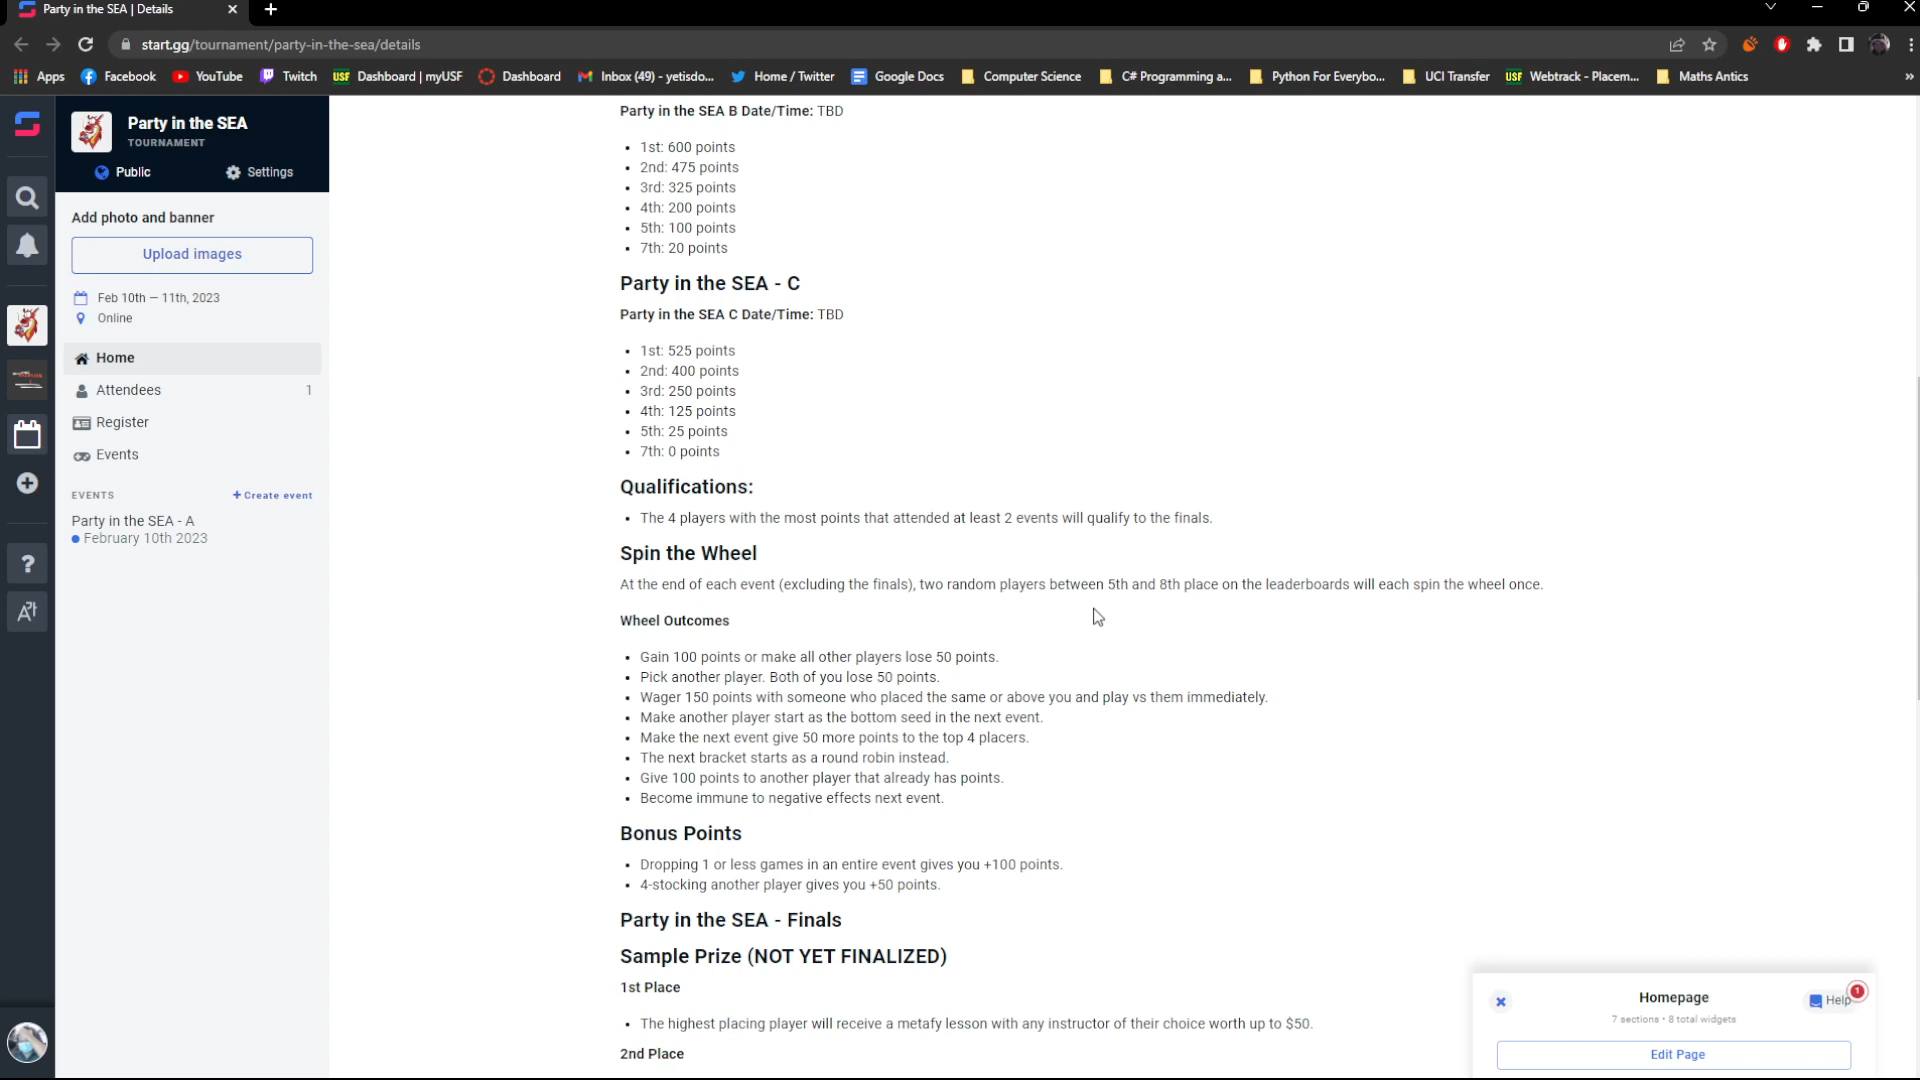 Party in the SEA | Details
start.gg/tournament/party-in-the-sea/details
Apps Facebook YouTube Twitch USF Dashboard | myUSF Dashboard Inbox (49) - yetisdo... Home / Twitter Google Docs Computer Science C# Programming a... Python For Everybo... UCI Transfer USF Webtrack - Placem... Maths Antics »
Party in the SEA
TOURNAMENT
Public Settings
Add photo and banner
Upload images
Feb 10th — 11th, 2023
Online
Home
Attendees 1
Register
Events
EVENTS + Create event
Party in the SEA - A
February 10th 2023
Party in the SEA B Date/Time: TBD
• 1st: 600 points
• 2nd: 475 points
• 3rd: 325 points
• 4th: 200 points
• 5th: 100 points
• 7th: 20 points
Party in the SEA - C
Party in the SEA C Date/Time: TBD
• 1st: 525 points
• 2nd: 400 points
• 3rd: 250 points
• 4th: 125 points
• 5th: 25 points
• 7th: 0 points
Qualifications:
• The 4 players with the most points that attended at least 2 events will qualify to the finals.
Spin the Wheel
At the end of each event (excluding the finals), two random players between 5th and 8th place on the leaderboards will each spin the wheel once.
Wheel Outcomes
• Gain 100 points or make all other players lose 50 points.
• Pick another player. Both of you lose 50 points.
• Wager 150 points with someone who placed the same or above you and play vs them immediately.
• Make another player start as the bottom seed in the next event.
• Make the next event give 50 more points to the top 4 placers.
• The next bracket starts as a round robin instead.
• Give 100 points to another player that already has points.
• Become immune to negative effects next event.
Bonus Points
• Dropping 1 or less games in an entire event gives you +100 points.
• 4-stocking another player gives you +50 points.
Party in the SEA - Finals
Sample Prize (NOT YET FINALIZED)
1st Place
• The highest placing player will receive a metafy lesson with any instructor of their choice worth up to $50.
2nd Place
Homepage
Help 1
7 sections • 8 total widgets
Edit Page